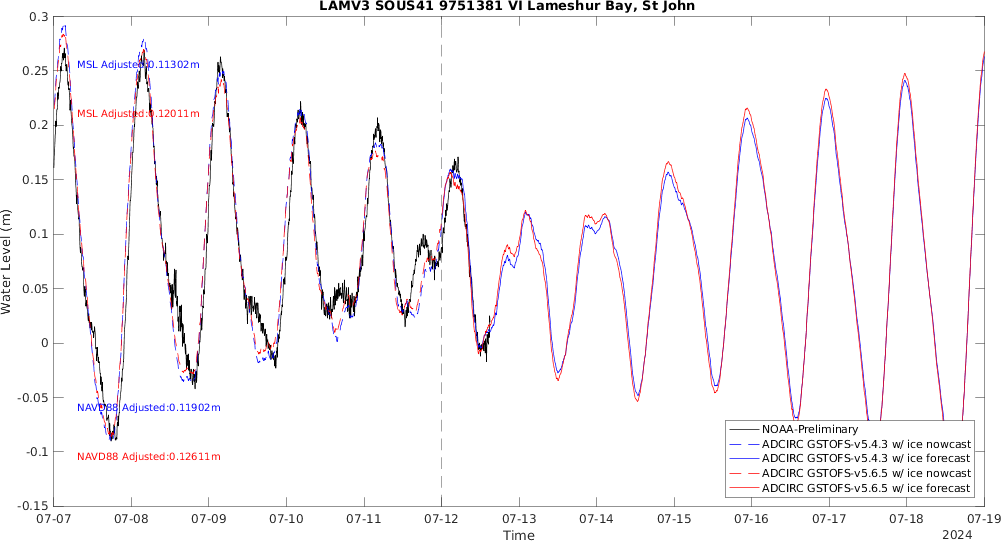 LAMV3 SOUS41 9751381 VI Lameshur Bay, St John
0.3
0.25
0.2
0.15
0.1
0.05
0
-0.05
-0.1
-0.15
Water Level (m)
MSL Adjusted:0.11302m
MSL Adjusted:0.12011m
NAVD88 Adjusted:0.11902m
NAVD88 Adjusted:0.12611m
NOAA-Preliminary
ADCIRC GSTOFS-v5.4.3 w/ ice nowcast
ADCIRC GSTOFS-v5.4.3 w/ ice forecast
ADCIRC GSTOFS-v5.6.5 w/ ice nowcast
ADCIRC GSTOFS-v5.6.5 w/ ice forecast
07-07 07-08 07-09 07-10 07-11 07-12 07-13 07-14 07-15 07-16 07-17 07-18 07-19
Time
2024